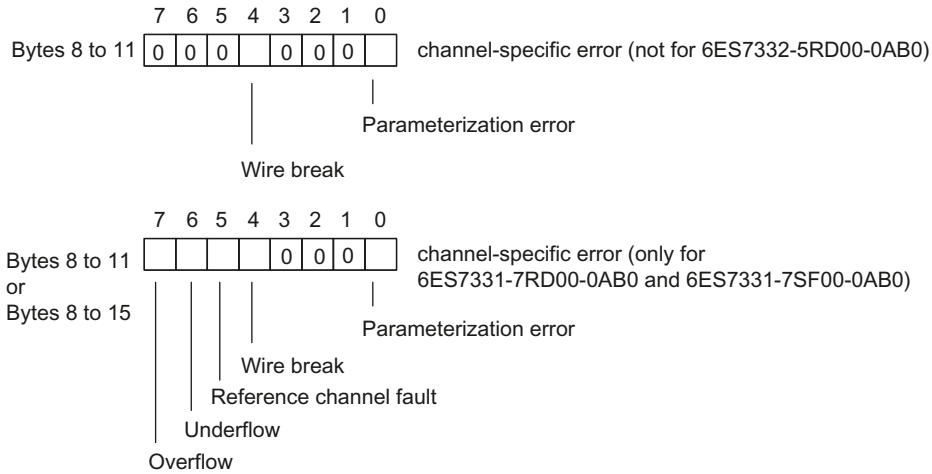 7 6 5 4 3 2 1 0
Bytes 8 to 11 0 0 0 0 0 0 channel-specific error (not for 6ES7332-5RD00-0AB0)
Parameterization error
Wire break
7 6 5 4 3 2 1 0
Bytes 8 to 11
or
Bytes 8 to 15
0 0 0
channel-specific error (only for
6ES7331-7RD00-0AB0 and 6ES7331-7SF00-0AB0)
Parameterization error
Wire break
Reference channel fault
Underflow
Overflow